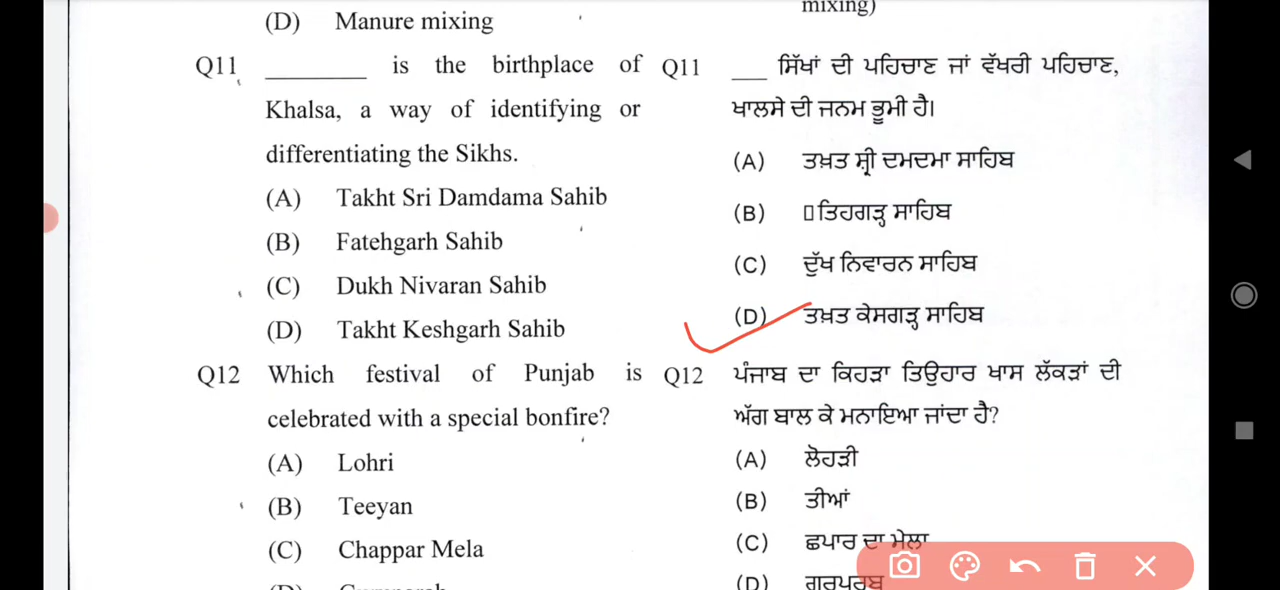 (D) Manure mixing
mixing)
Q11 ________ is the birthplace of
Khalsa, a way of identifying or
differentiating the Sikhs.
(A) Takht Sri Damdama Sahib
(B) Fatehgarh Sahib
(C) Dukh Nivaran Sahib
(D) Takht Keshgarh Sahib
Q12 Which festival of Punjab is
celebrated with a special bonfire?
(A) Lohri
(B) Teeyan
(C) Chappar Mela
Q11 ___ ਸਿੱਖਾਂ ਦੀ ਪਹਿਚਾਣ ਜਾਂ ਵੱਖਰੀ ਪਹਿਚਾਣ,
ਖਾਲਸੇ ਦੀ ਜਨਮ ਭੂਮੀ ਹੈ।
(A) ਤਖ਼ਤ ਸ਼੍ਰੀ ਦਮਦਮਾ ਸਾਹਿਬ
(B) ▯ਤਿਹਗੜ੍ਹ ਸਾਹਿਬ
(C) ਦੁੱਖ ਨਿਵਾਰਨ ਸਾਹਿਬ
(D) ਤਖ਼ਤ ਕੇਸਗੜ੍ਹ ਸਾਹਿਬ
Q12 ਪੰਜਾਬ ਦਾ ਕਿਹੜਾ ਤਿਉਹਾਰ ਖਾਸ ਲੱਕੜਾਂ ਦੀ
ਅੱਗ ਬਾਲ ਕੇ ਮਨਾਇਆ ਜਾਂਦਾ ਹੈ?
(A) ਲੋਹੜੀ
(B) ਤੀਆਂ
(C) ਛਪਾਰ ਦਾ ਮੇਲਾ
(D) ਗੁਰਪੁਰਬ